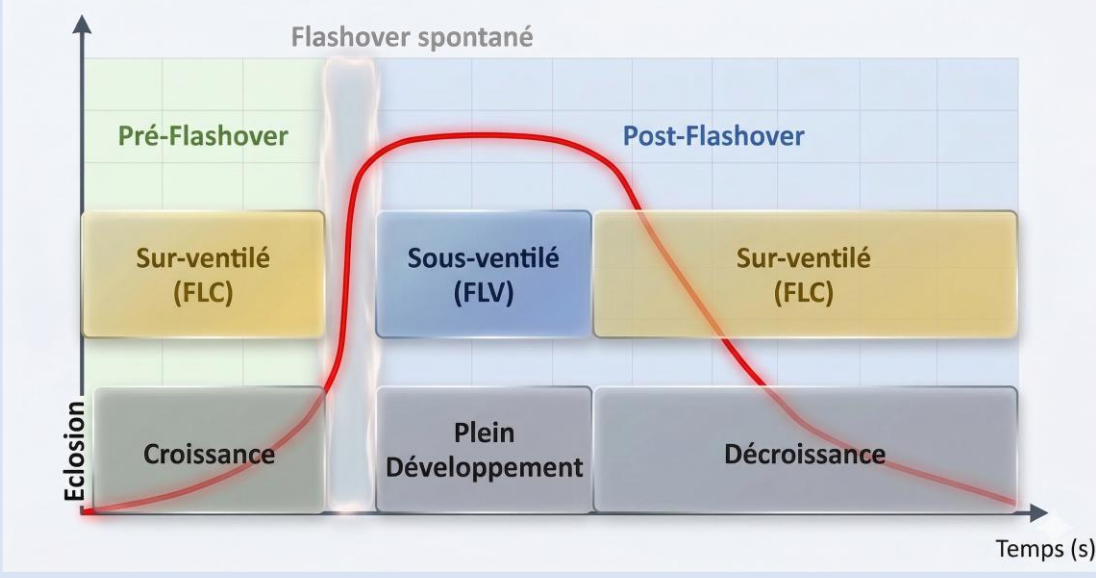 Flashover spontané
Pré-Flashover
Post-Flashover
Sur-ventilé
(FLC)
Sous-ventilé
(FLV)
Sur-ventilé
(FLC)
Eclosion
Croissance
Plein
Développement
Décroissance
Temps (s)